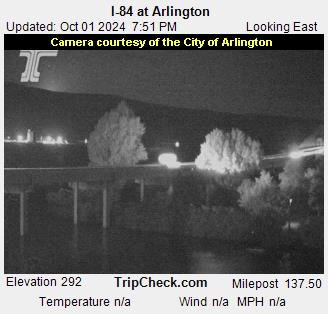 I-84 at Arlington
Updated: Oct 01 2024 7:51 PM Looking East
Camera courtesy of the City of Arlington
Elevation 292 TripCheck.com Milepost 137.50
Temperature n/a Wind n/a MPH n/a